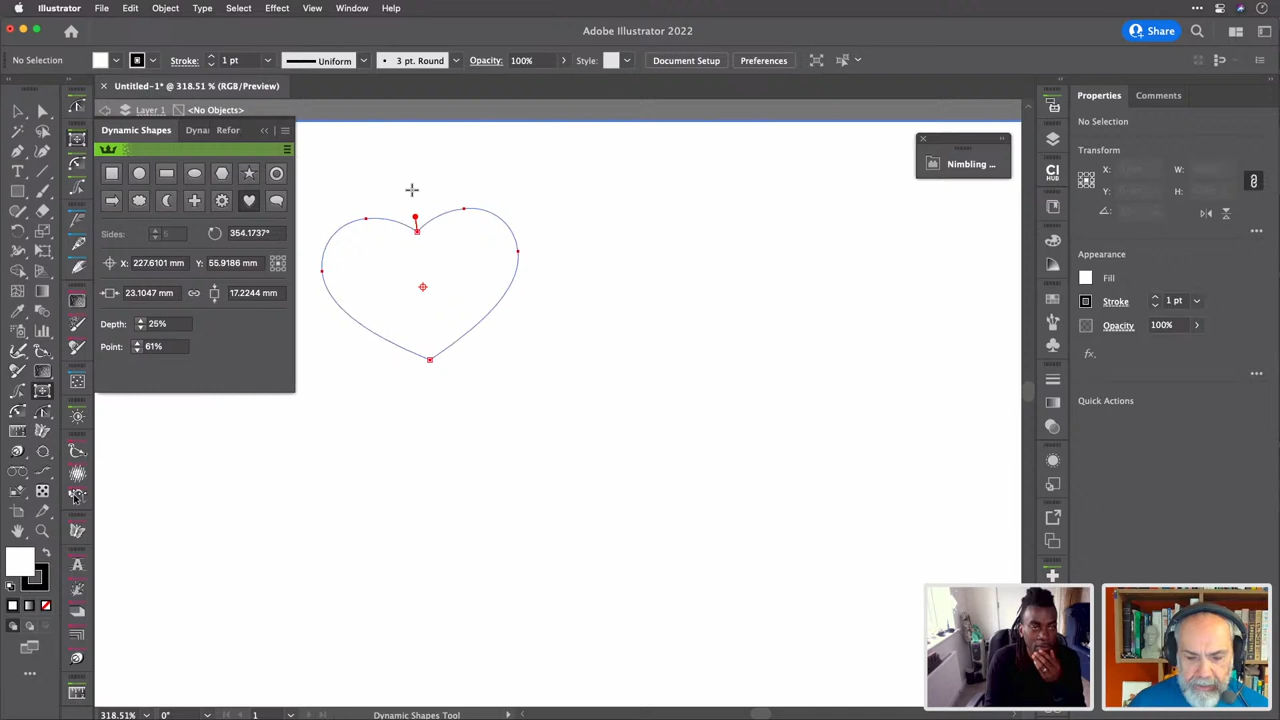 Illustrator File Edit Object Type Select Effect View Window Help
Adobe Illustrator 2022
Share
No Selection
Stroke: 1 pt
Uniform
3 pt. Round
Opacity: 100%
Style:
Document Setup
Preferences
Untitled-1* @ 318.51 % (RGB/Preview)
Layer 1 <No Objects>
Dynamic Shapes Dyna Refor
Sides:
354.1737°
X: 227.6101 mm Y: 55.9186 mm
23.1047 mm 17.2244 mm
Depth: 25%
Point: 61%
Nimbling ...
CI
HUB
Properties Comments
No Selection
Transform
X: W:
Y: H:
Appearance
Fill
Stroke 1 pt
Opacity 100%
fx.
Quick Actions
318.51% 0° 1 Dynamic Shapes Tool